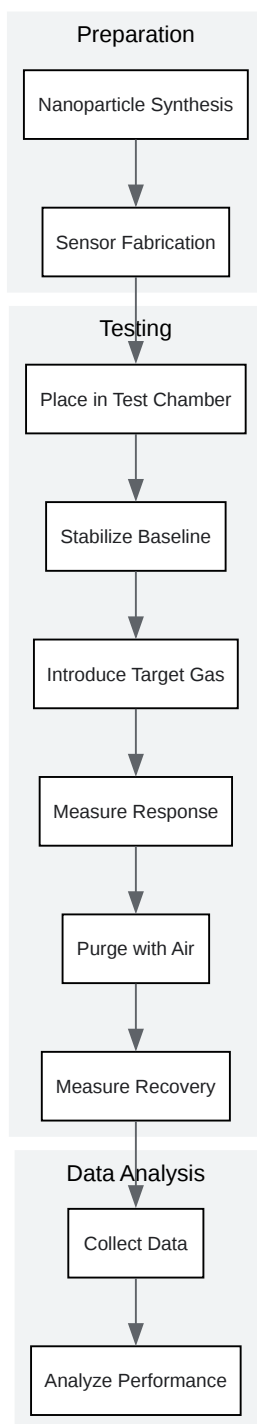 Preparation
Nanoparticle Synthesis
Sensor Fabrication
Testing
Place in Test Chamber
Stabilize Baseline
Introduce Target Gas
Measure Response
Purge with Air
Measure Recovery
Data Analysis
Collect Data
Analyze Performance